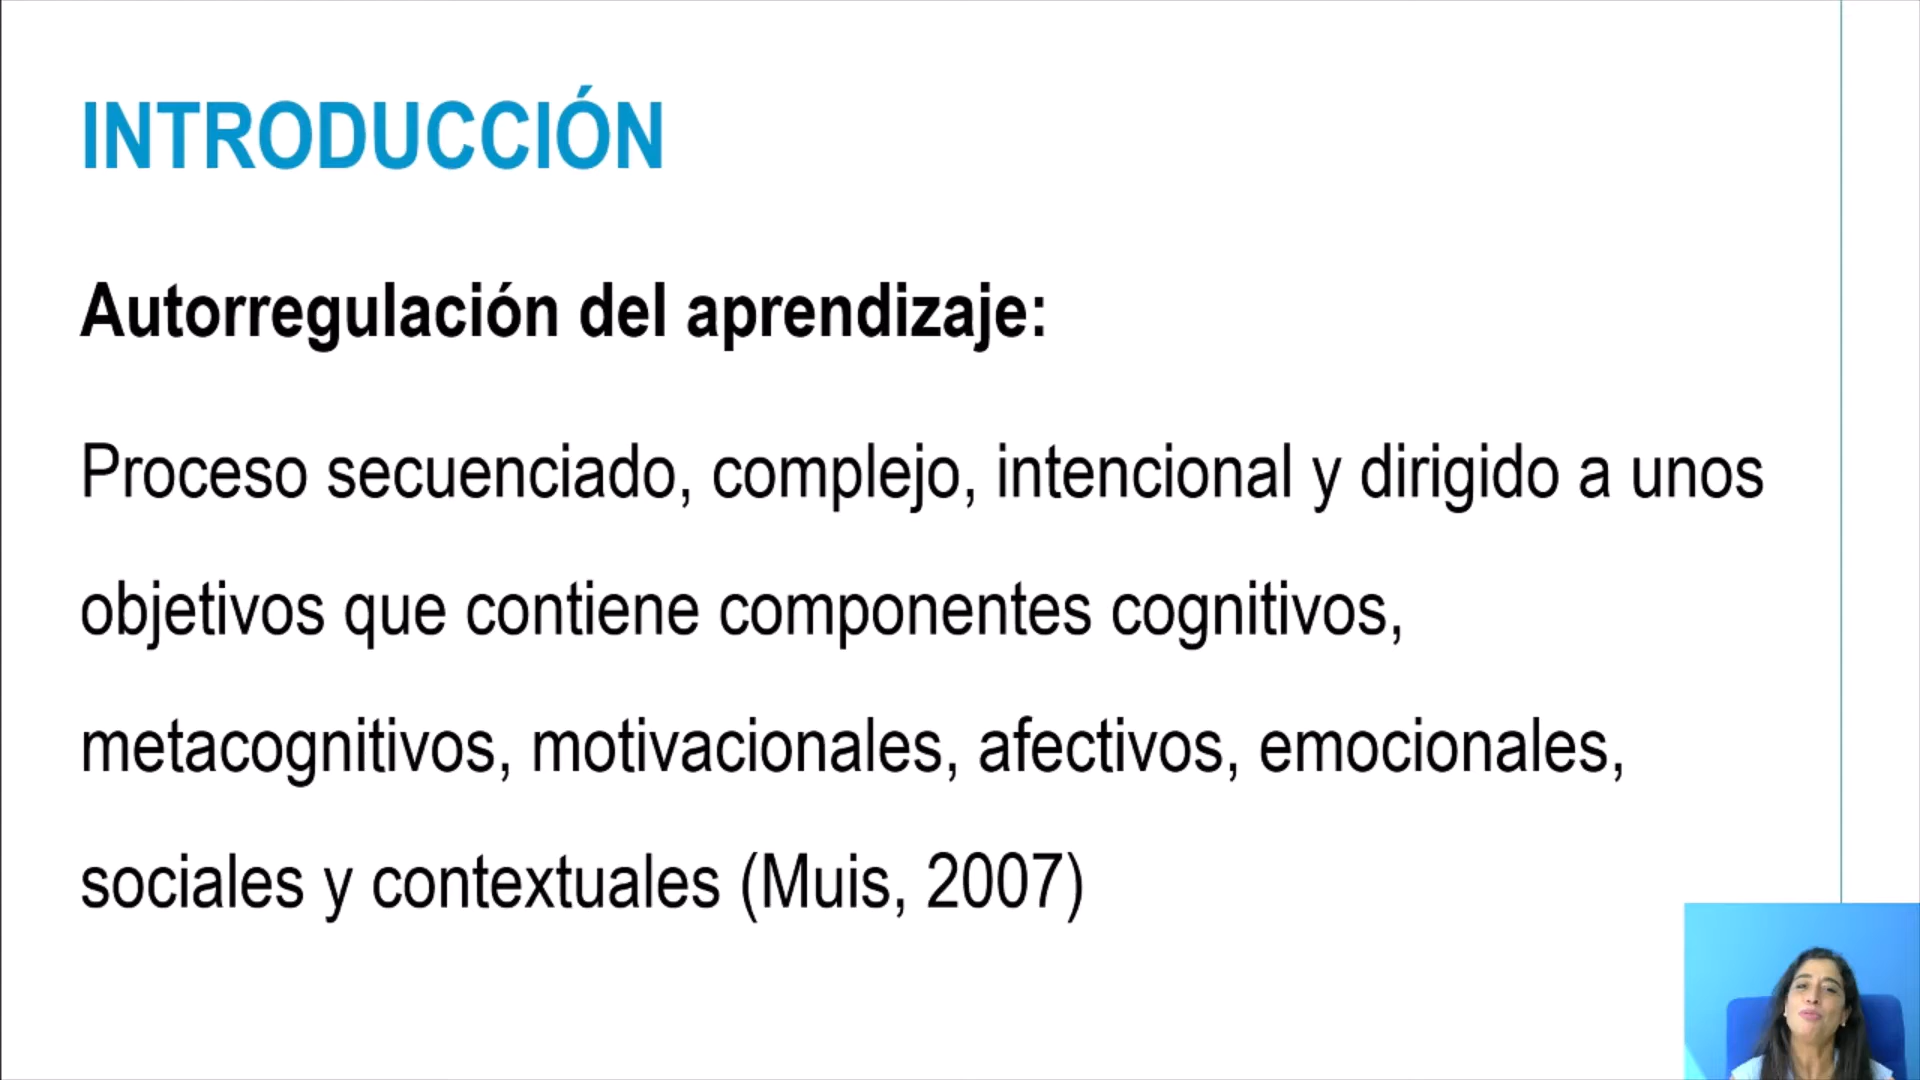 INTRODUCCIÓN
Autorregulación del aprendizaje:
Proceso secuenciado, complejo, intencional y dirigido a unos
objetivos que contiene componentes cognitivos,
metacognitivos, motivacionales, afectivos, emocionales,
sociales y contextuales (Muis, 2007)